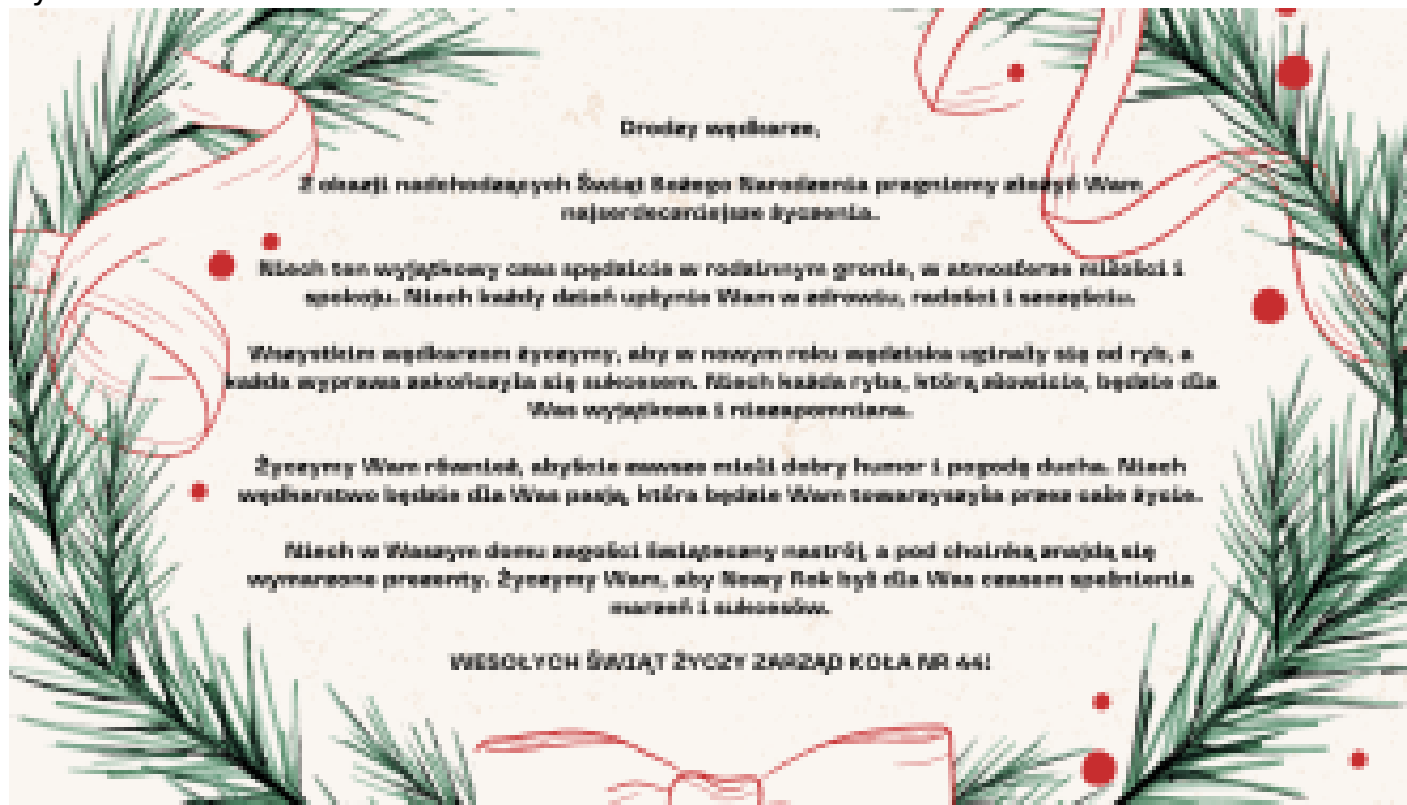 Drodzy wędkarze,
Z okazji nadchodzących Świąt Bożego Narodzenia pragniemy złożyć Wam
najserdeczniejsze życzenia.
Niech ten wyjątkowy czas spędzicie w rodzinnym gronie, w atmosferze miłości i
spokoju. Niech każdy dzień upłynie Wam w zdrowiu, radości i szczęściu.
Wszystkim wędkarzom życzymy, aby w nowym roku wędziska uginały się od ryb, a
każda wyprawa zakończyła się sukcesem. Niech każda ryba, którą złowicie, będzie dla
Was wyjątkowa i niezapomniana.
Życzymy Wam również, abyście zawsze mieli dobry humor i pogodę ducha. Niech
wędkarstwo będzie dla Was pasją, która będzie Wam towarzyszyła przez całe życie.
Niech w Waszym domu zagości świąteczny nastrój, a pod choinką znajdą się
wymarzone prezenty. Życzymy Wam, aby Nowy Rok był dla Was czasem spełnienia
marzeń i sukcesów.
WESOŁYCH ŚWIĄT ŻYCZY ZARZĄD KOŁA NR 44!